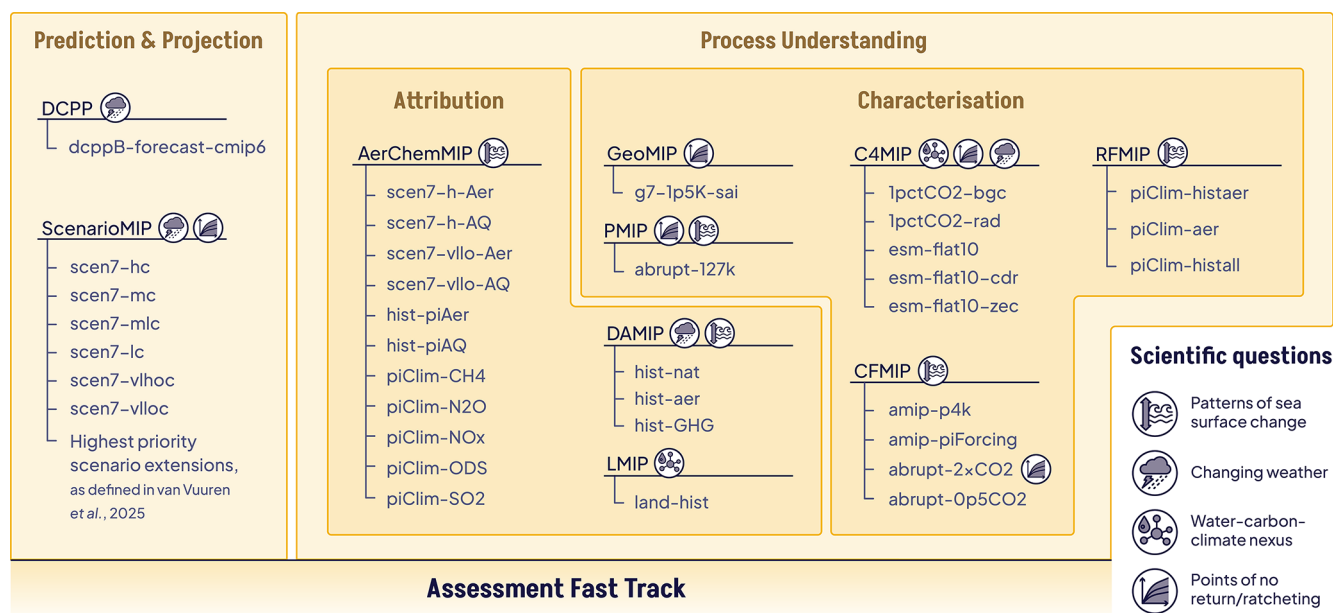 Prediction & Projection
DCPP
dcppB-forecast-cmip6
ScenarioMIP
scen7-hc
scen7-mc
scen7-mlc
scen7-lc
scen7-vlhoc
scen7-vlloc
Highest priority
scenario extensions,
as defined in van Vuuren
et al., 2025
Process Understanding
Attribution
AerChemMIP
scen7-h-Aer
scen7-h-AQ
scen7-vllo-Aer
scen7-vllo-AQ
hist-piAer
hist-piAQ
piClim-CH4
piClim-N2O
piClim-NOx
piClim-ODS
piClim-SO2
DAMIP
hist-nat
hist-aer
hist-GHG
LMIP
land-hist
Characterisation
GeoMIP
g7-1p5K-sai
PMIP
abrupt-127k
C4MIP
1pctCO2-bgc
1pctCO2-rad
esm-flat10
esm-flat10-cdr
esm-flat10-zec
CFMIP
amip-p4k
amip-piForcing
abrupt-2xCO2
abrupt-0p5CO2
RFMIP
piClim-histaer
piClim-aer
piClim-histall
Scientific questions
Patterns of sea
surface change
Changing weather
Water-carbon-
climate nexus
Points of no
return/ratcheting
Assessment Fast Track